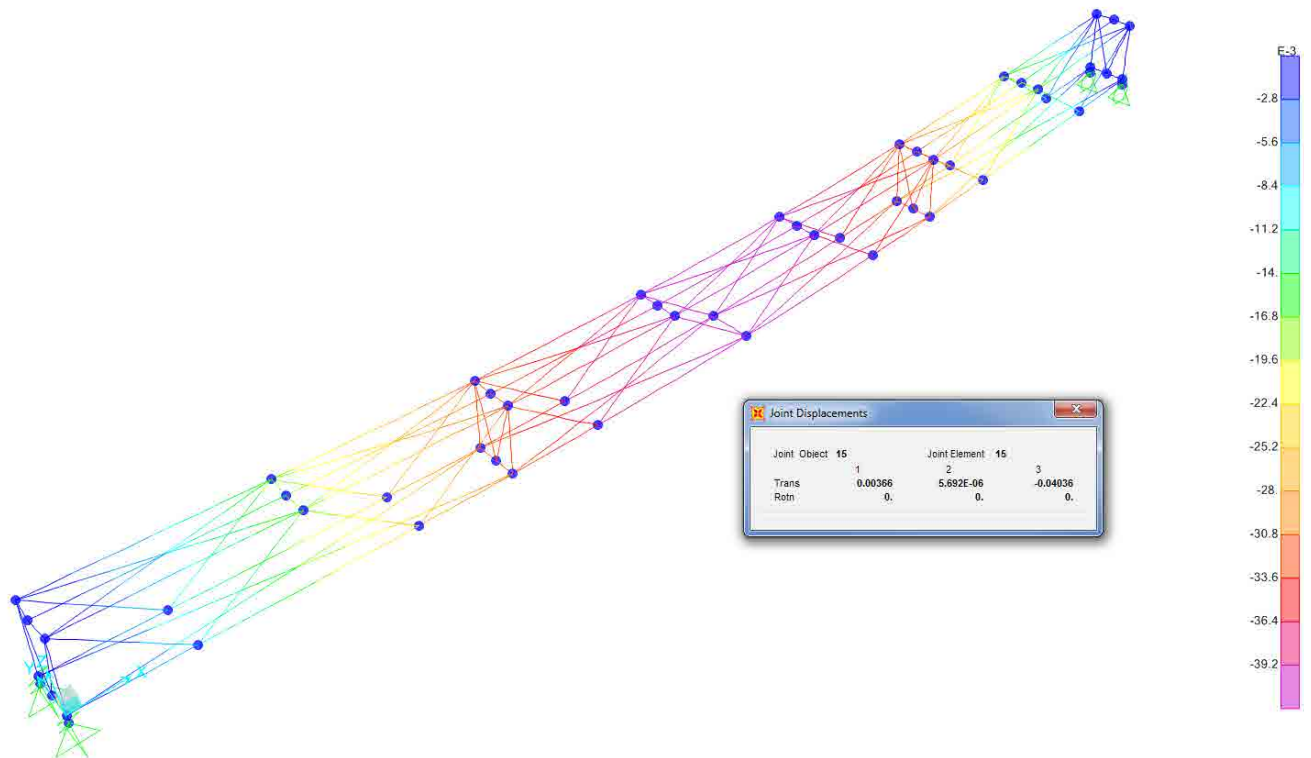 E-3
-2.8
-5.6
-8.4
-11.2
-14.
-16.8
-19.6
-22.4
-25.2
-28.
-30.8
-33.6
-36.4
-39.2
Joint Displacements
Joint Object 15 Joint Element 15
1 2 3
Trans 0.00366 5.692E-06 -0.04036
Rotn 0. 0. 0.
X